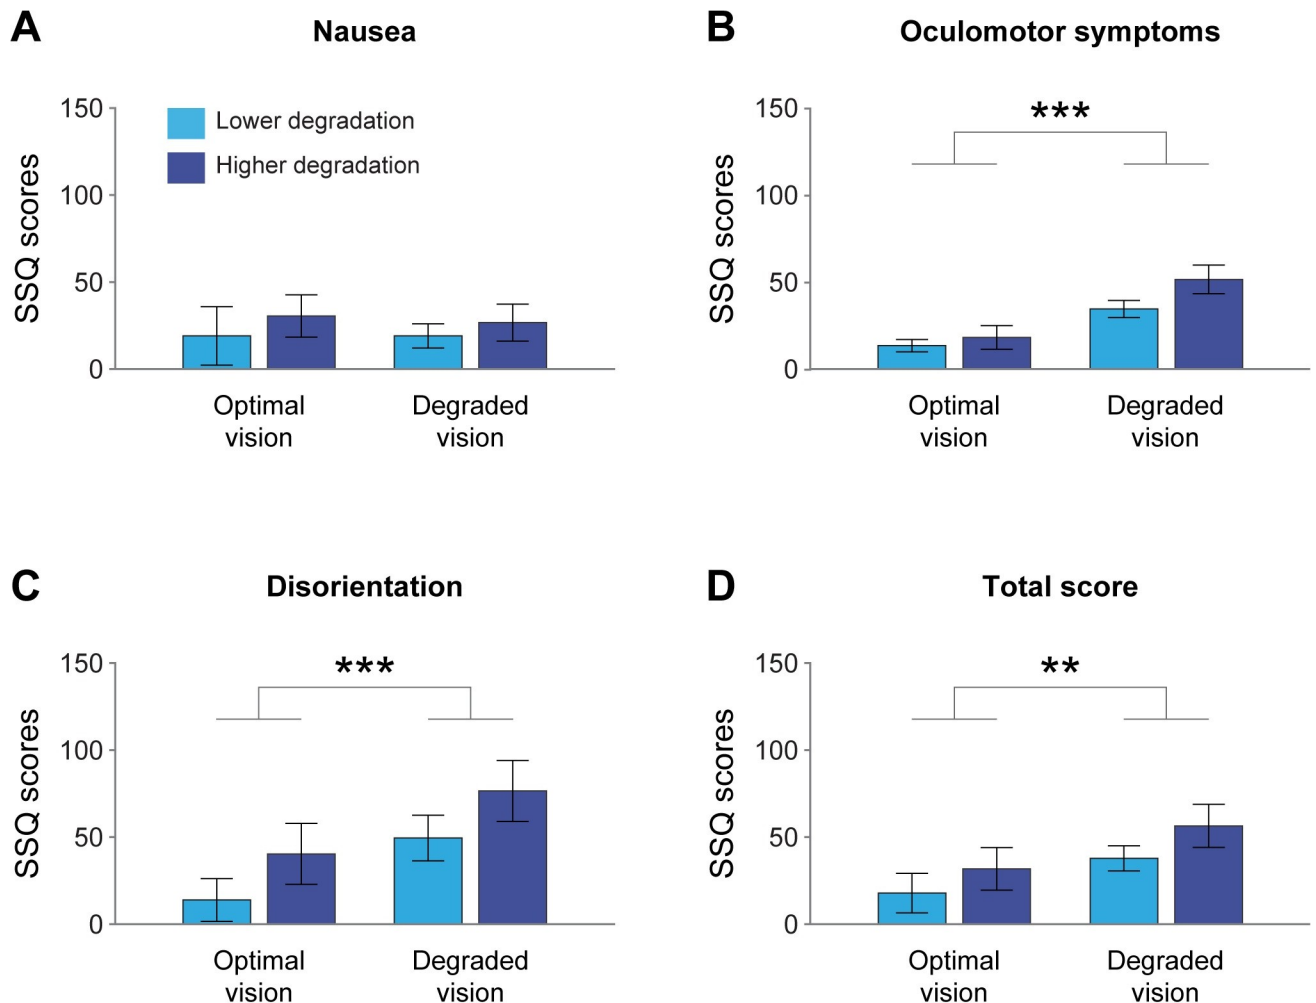 A
Nausea
SSQ scores
150
100
50
0
Lower degradation
Higher degradation
Optimal
vision
Degraded
vision
B
Oculomotor symptoms
SSQ scores
150
100
50
0
***
Optimal
vision
Degraded
vision
C
Disorientation
SSQ scores
150
100
50
0
***
Optimal
vision
Degraded
vision
D
Total score
SSQ scores
150
100
50
0
**
Optimal
vision
Degraded
vision